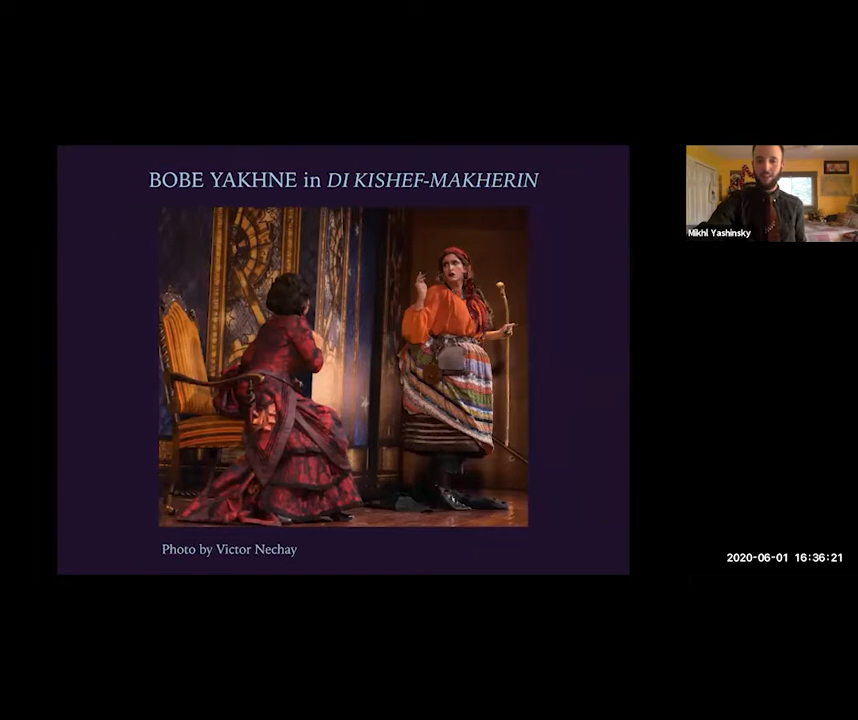 BOBE YAKHNE in DI KISHEF-MAKHERIN
Mikhl Yashinsky
Photo by Victor Nechay
2020-06-01 16:36:21